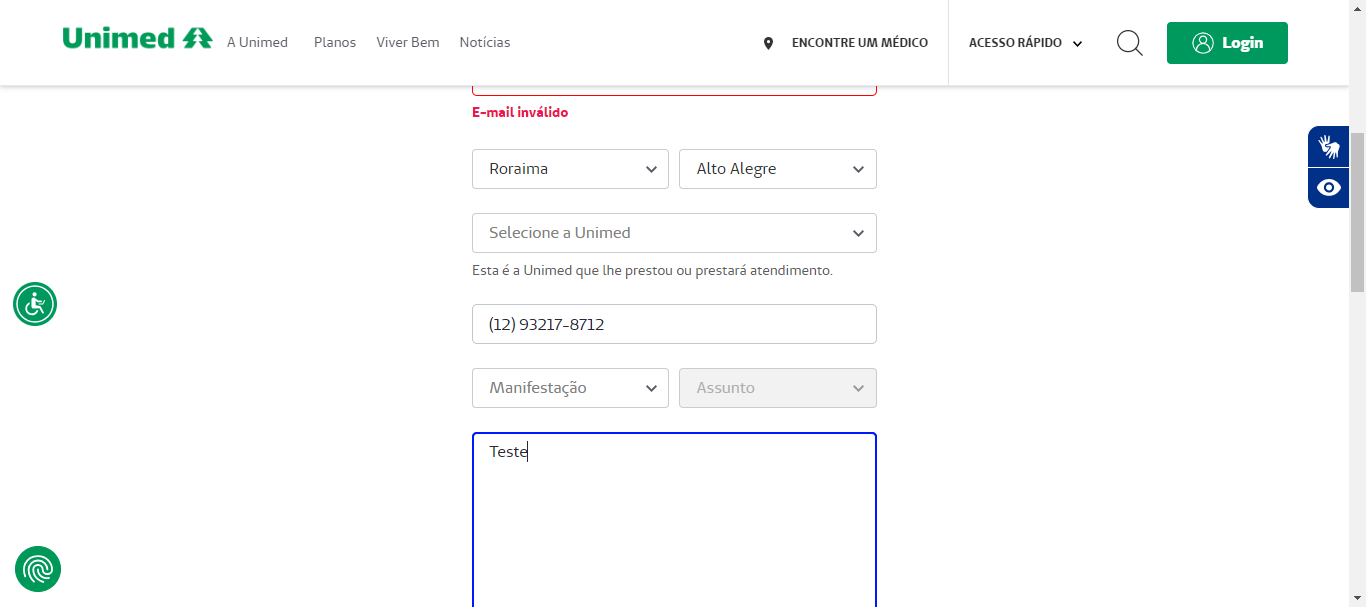 Unimed A Unimed Planos Viver Bem Notícias ENCONTRE UM MÉDICO ACESSO RÁPIDO Login
E-mail inválido
Roraima Alto Alegre
Selecione a Unimed
Esta é a Unimed que lhe prestou ou prestará atendimento.
(12) 93217-8712
Manifestação Assunto
Teste